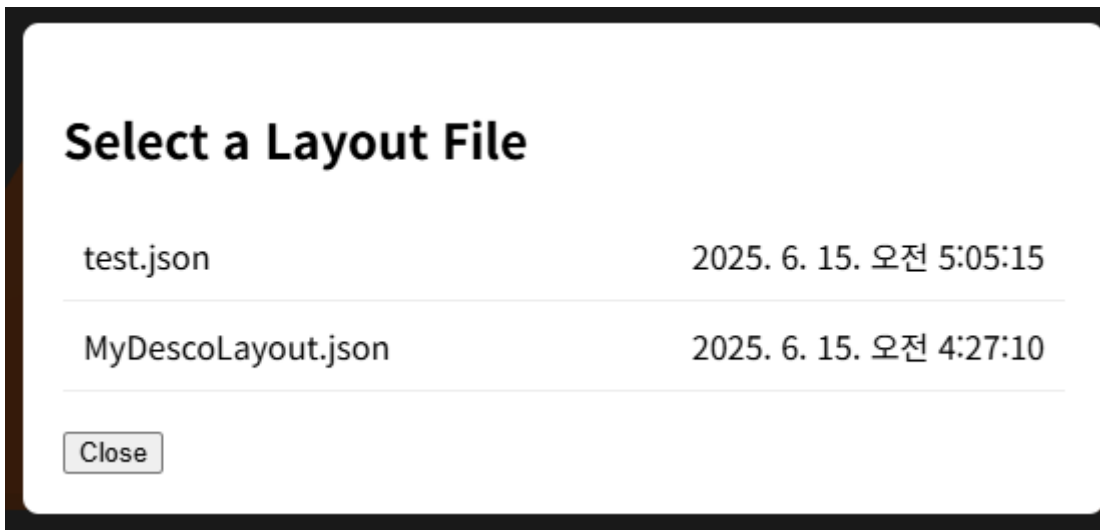 Select a Layout File
test.json 2025. 6. 15. 오전 5:05:15
MyDescoLayout.json 2025. 6. 15. 오전 4:27:10
Close